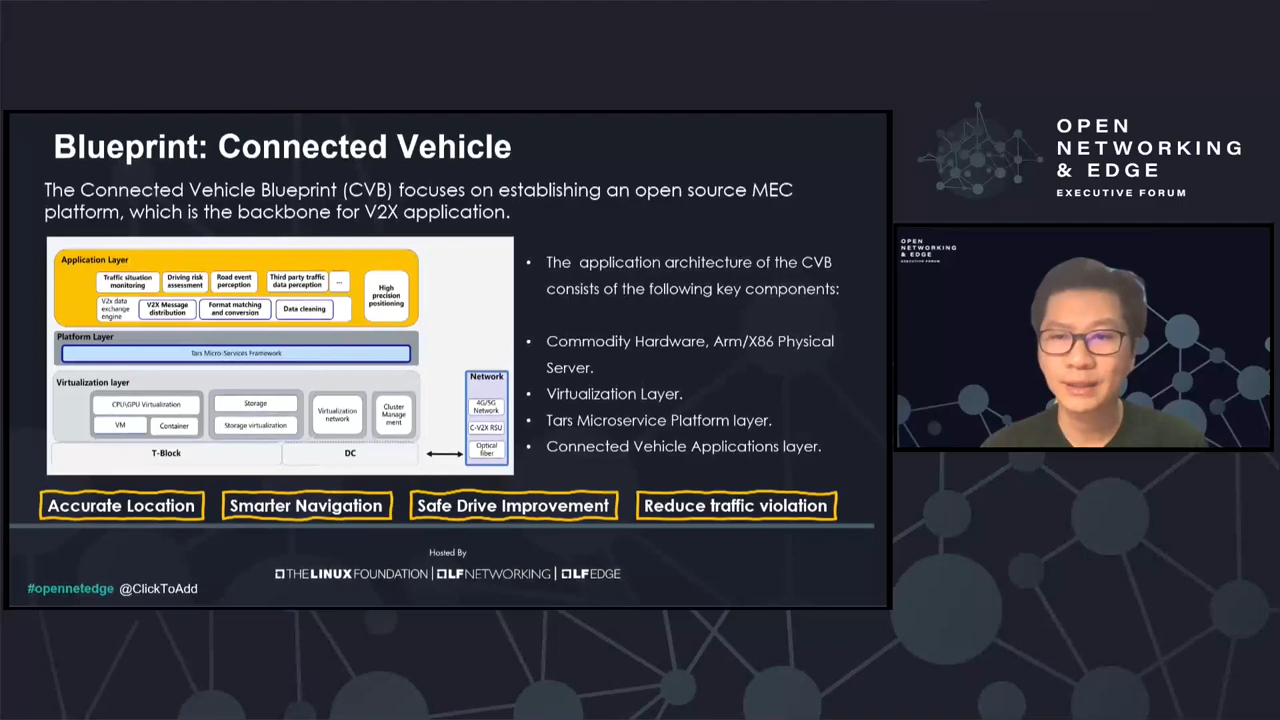 Blueprint: Connected Vehicle
The Connected Vehicle Blueprint (CVB) focuses on establishing an open source MEC
platform, which is the backbone for V2X application.
Application Layer
Traffic situation
monitoring
Driving risk
assessment
Road event
perception
Third party traffic
data perception
...
High
precision
positioning
V2x data
exchange
engine
V2X Message
distribution
Format matching
and conversion
Data cleaning
Platform Layer
Tars Micro-Services Framework
Virtualization layer
CPU\GPU Virtualization
VM
Container
Storage
Storage virtualization
Virtualization
network
Cluster
Manage
ment
T-Block
DC
Network
4G/5G
Network
C-V2X RSU
Optical
fiber
• The application architecture of the CVB
consists of the following key components:
• Commodity Hardware, Arm/X86 Physical
Server.
• Virtualization Layer.
• Tars Microservice Platform layer.
• Connected Vehicle Applications layer.
Accurate Location
Smarter Navigation
Safe Drive Improvement
Reduce traffic violation
Hosted By
THE LINUX FOUNDATION | LFNETWORKING | LFEDGE
#opennetedge @ClickToAdd
OPEN
NETWORKING
& EDGE
EXECUTIVE FORUM
OPEN
NETWORKING
& EDGE
EXECUTIVE FORUM